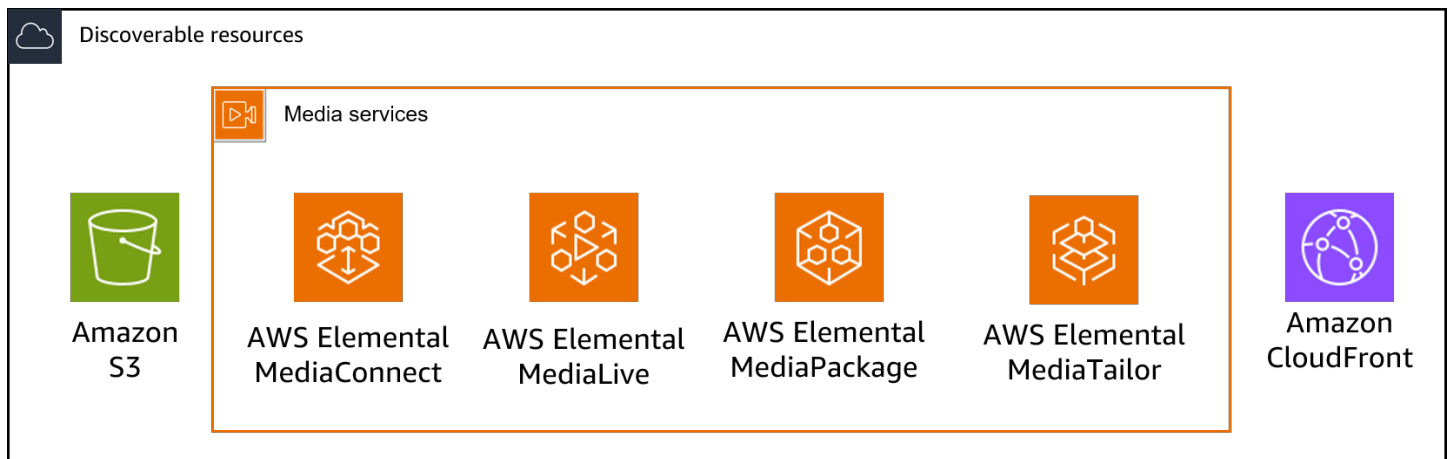 Discoverable resources
Media services
Amazon
S3
AWS Elemental
MediaConnect
AWS Elemental
MediaLive
AWS Elemental
MediaPackage
AWS Elemental
MediaTailor
Amazon
CloudFront